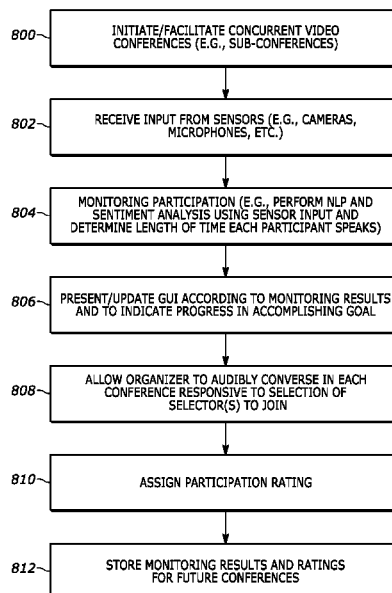 800
INITIATE/FACILITATE CONCURRENT VIDEO
CONFERENCES (E.G., SUB-CONFERENCES)
802
RECEIVE INPUT FROM SENSORS (E.G., CAMERAS,
MICROPHONES, ETC.)
804
MONITORING PARTICIPATION (E.G., PERFORM NLP
AND SENTIMENT ANALYSIS USING SENSOR INPUT AND
DETERMINE LENGTH OF TIME EACH PARTICIPANT SPEAKS)
806
PRESENT/UPDATE GUI ACCORDING TO MONITORING RESULTS
AND TO INDICATE PROGRESS IN ACCOMPLISHING GOAL
808
ALLOW ORGANIZER TO AUDIBLY CONVERSE IN EACH
CONFERENCE RESPONSIVE TO SELECTION OF
SELECTOR(S) TO JOIN
810
ASSIGN PARTICIPATION RATING
812
STORE MONITORING RESULTS AND RATINGS
FOR FUTURE CONFERENCES